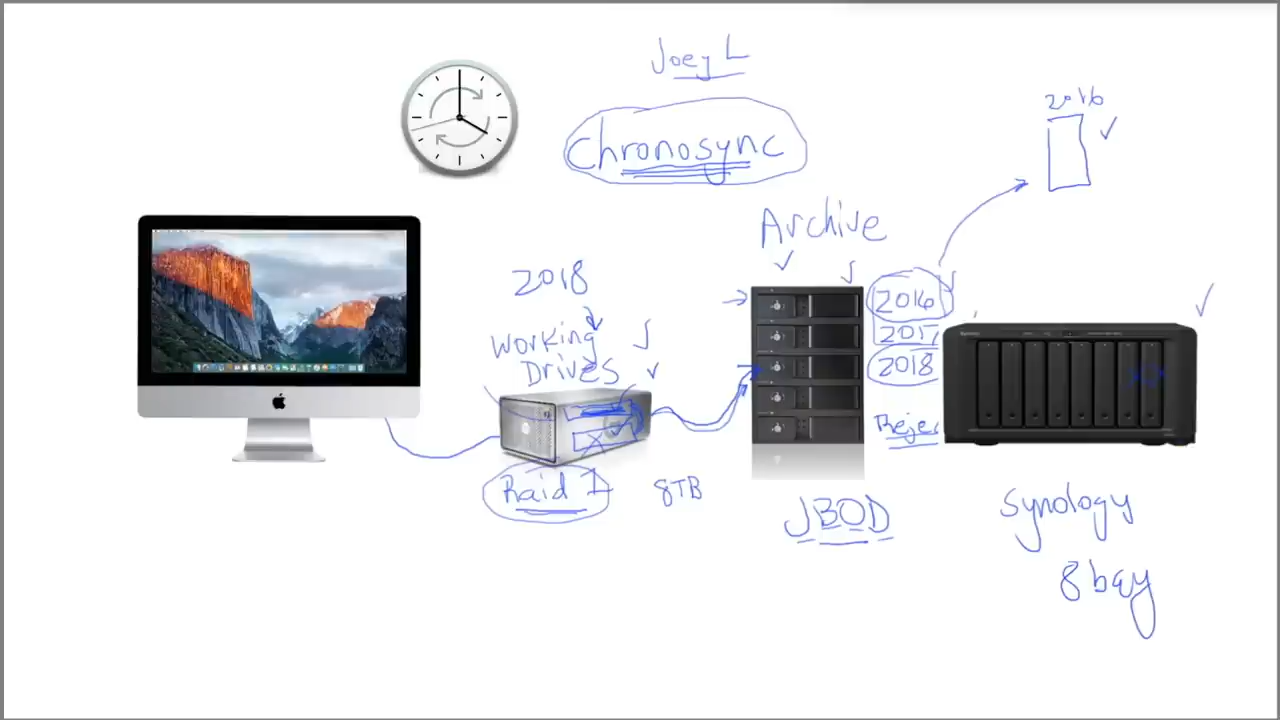 Joey L
Chronosync
2016
Archive
2018
Working
Drives
2016
2017
2018
Raid 1
8TB
JBOD
Synology
8 bay